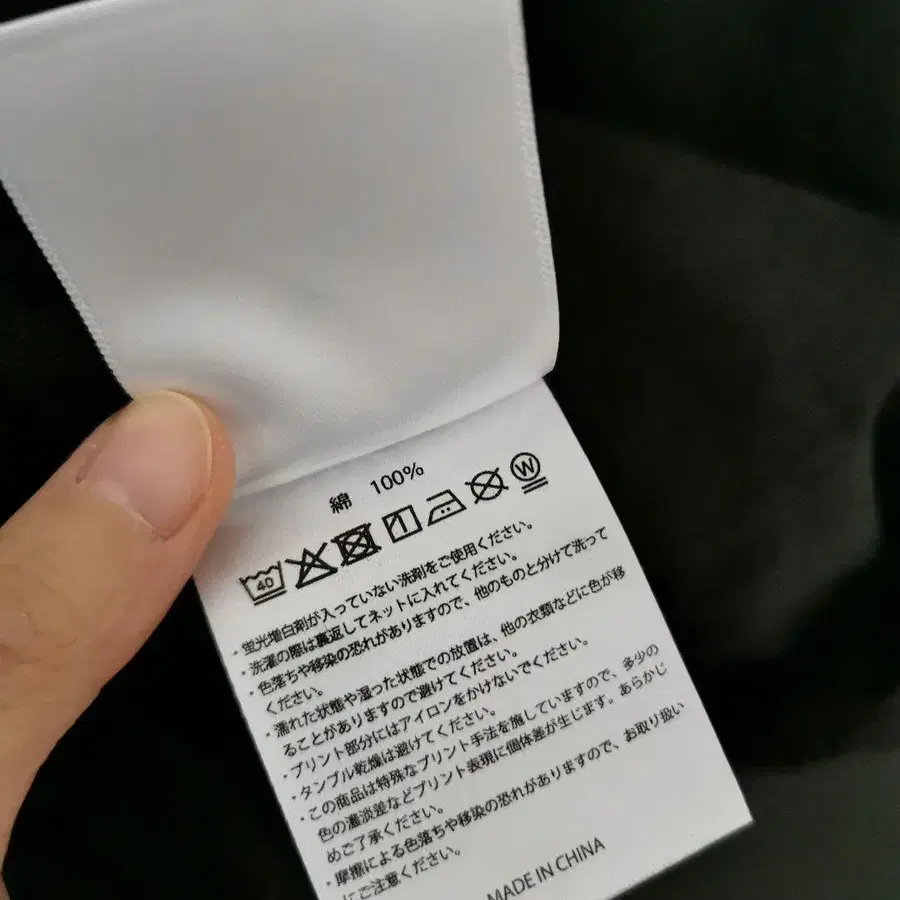 綿 100%
40 W
・蛍光増白剤が入っていない洗剤をご使用ください。
・洗濯の際は裏返してネットに入れてください。
・色落ちや移染の恐れがありますので、他のものと分けて洗って
ください。
・濡れた状態や湿った状態での放置は、他の衣類などに色が移
ることがありますので避けてください。
・プリント部分にはアイロンをかけないでください。
・タンブル乾燥は避けてください。
・この商品は特殊なプリント手法を施していますので、多少の
色の濃淡差などプリント表現に個体差が生じます。あらかじ
めご了承ください。
・摩擦による色落ちや移染の恐れがありますので、お取り扱い
にご注意ください。
MADE IN CHINA